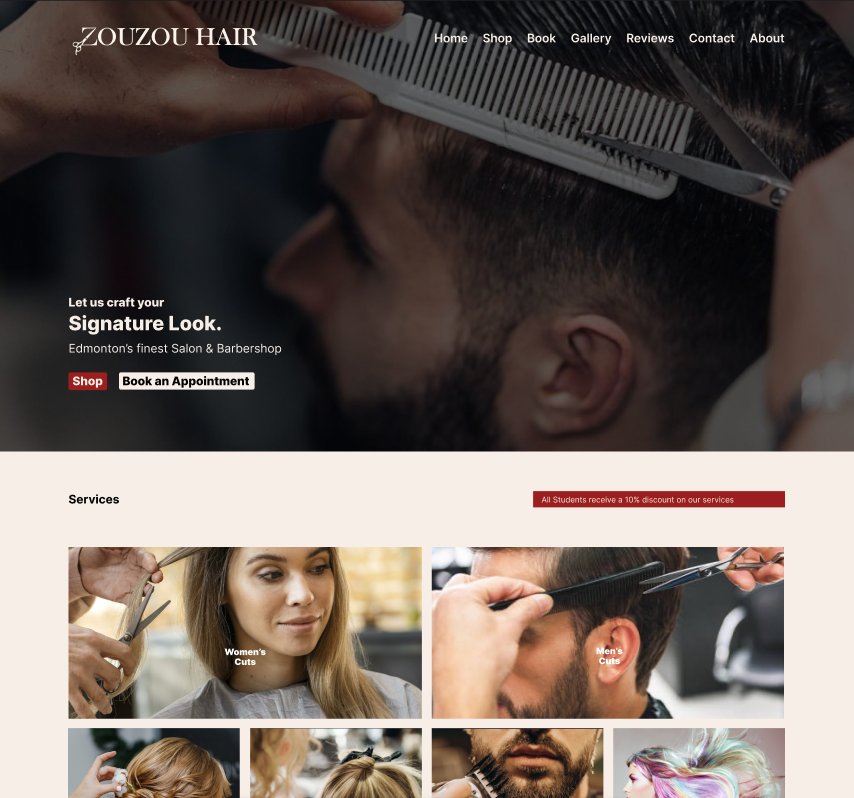 ZOUZOU HAIR
Home Shop Book Gallery Reviews Contact About
Let us craft your
Signature Look.
Edmonton's finest Salon & Barbershop
Shop Book an Appointment
Services
All Students receive a 10% discount on our services
Women's
Cuts
Men's
Cuts